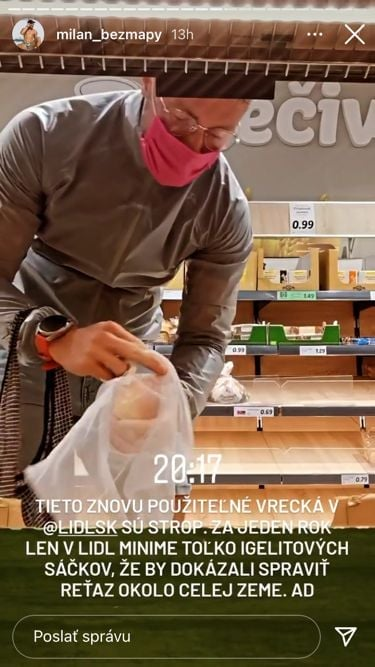 milan_bezmapy 13h
ečiv
0.99
1.49
0.99
1.29
0.69
0.79
20:17
TIETO ZNOVU POUŽITEĽNÉ VRECKÁ V
@LIDLSK SÚ STROP. ZA JEDEN ROK
LEN V LIDL MINIME TOĽKO IGELITOVÝCH
SÁČKOV, ŽE BY DOKÁZALI SPRAVIŤ
REŤAZ OKOLO CELEJ ZEME. AD
Poslať správu